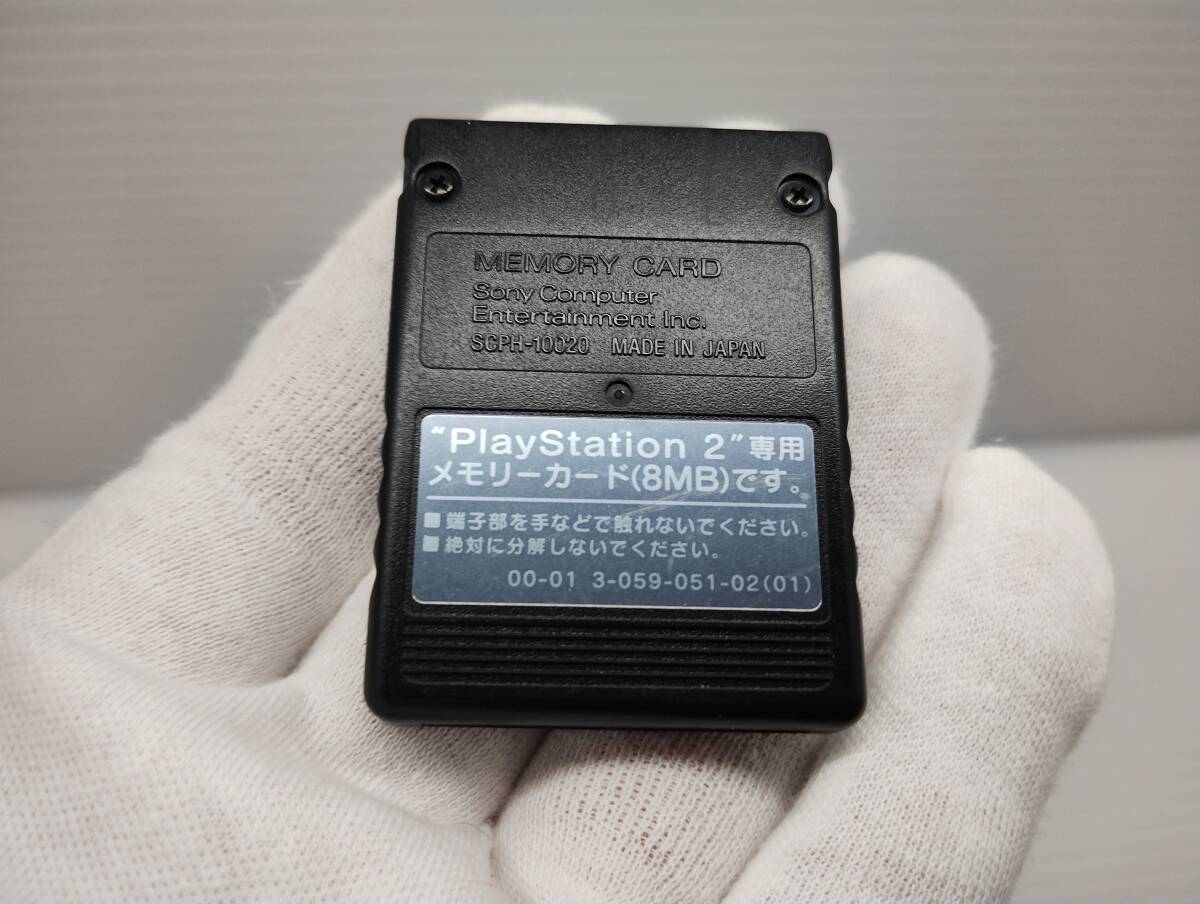 MEMORY CARD
Sony Computer
Entertainment Inc.
SCPH-10020 MADE IN JAPAN
“PlayStation 2”専用
メモリーカード(8MB)です。
■ 端子部を手などで触れないでください。
■ 絶対に分解しないでください。
00-01 3-059-051-02(01)